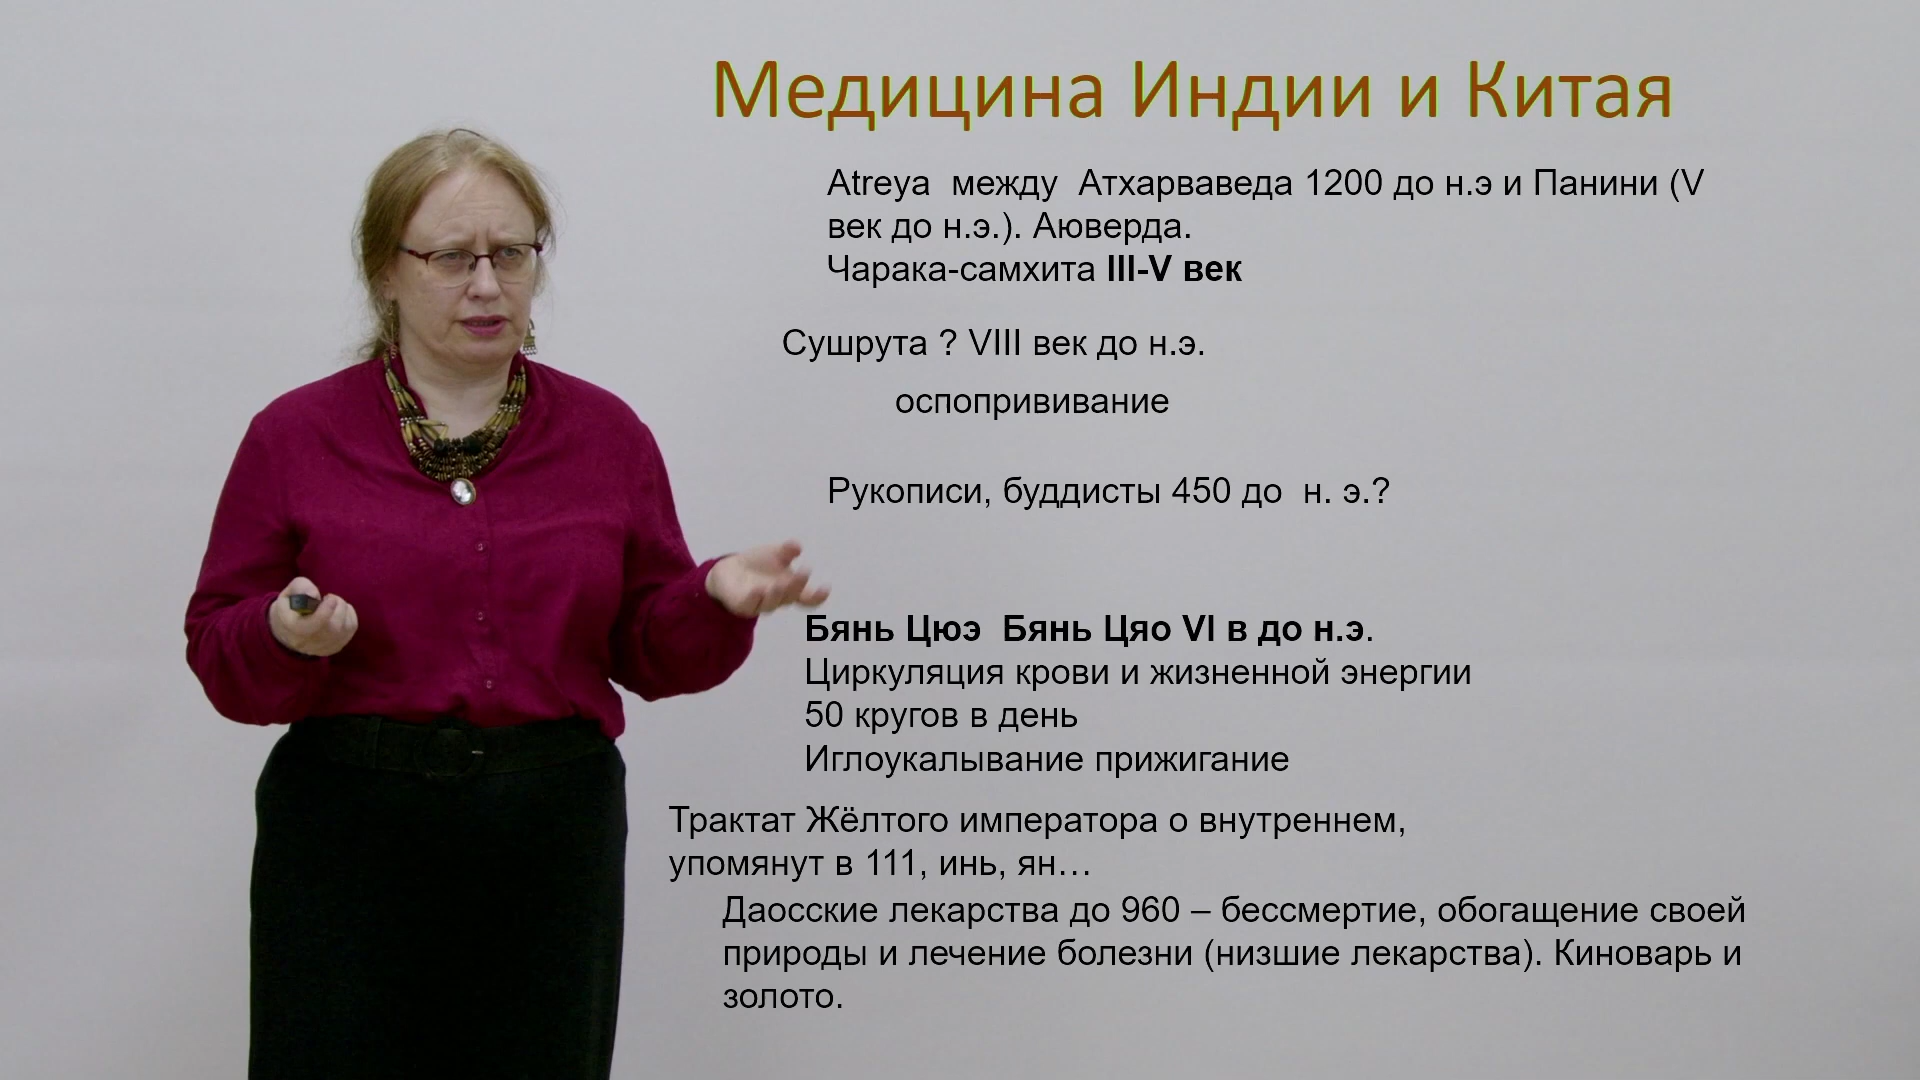 Медицина Индии и Китая
Atreya между Атхарваведа 1200 до н.э и Панини (V
век до н.э.). Аюверда.
Чарака-самхита III-V век
Сушрута ? VIII век до н.э.
оспопрививание
Рукописи, буддисты 450 до н. э.?
Бянь Цюэ Бянь Цяо VI в до н.э.
Циркуляция крови и жизненной энергии
50 кругов в день
Иглоукалывание прижигание
Трактат Жёлтого императора о внутреннем,
упомянут в 111, инь, ян…
Даосские лекарства до 960 – бессмертие, обогащение своей
природы и лечение болезни (низшие лекарства). Киноварь и
золото.